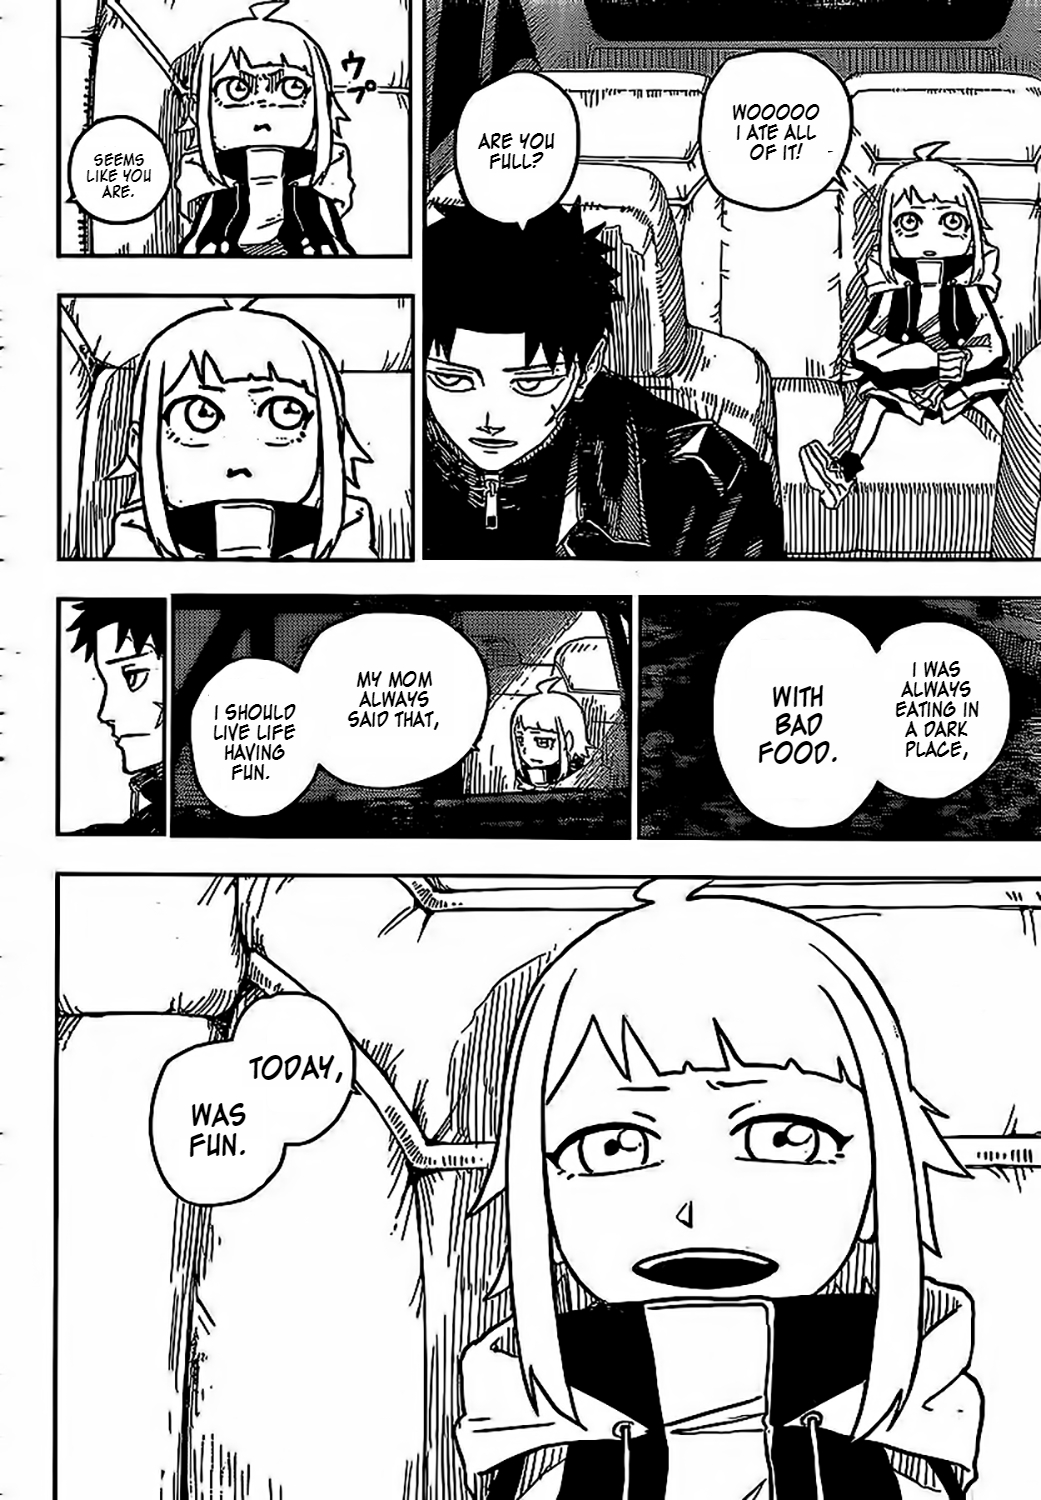 WOOOOO
I ATE ALL
OF IT!
ARE YOU
FULL?
ウプ
SEEMS
LIKE YOU
ARE.
I WAS
ALWAYS
EATING IN
A DARK
PLACE,
WITH
BAD
FOOD.
MY MOM
ALWAYS
SAID THAT,
I SHOULD
LIVE LIFE
HAVING
FUN.
TODAY,
WAS
FUN.